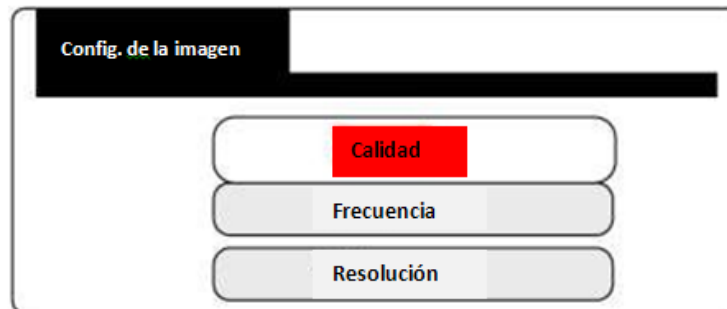 Config. de la imagen
Calidad
Frecuencia
Resolución